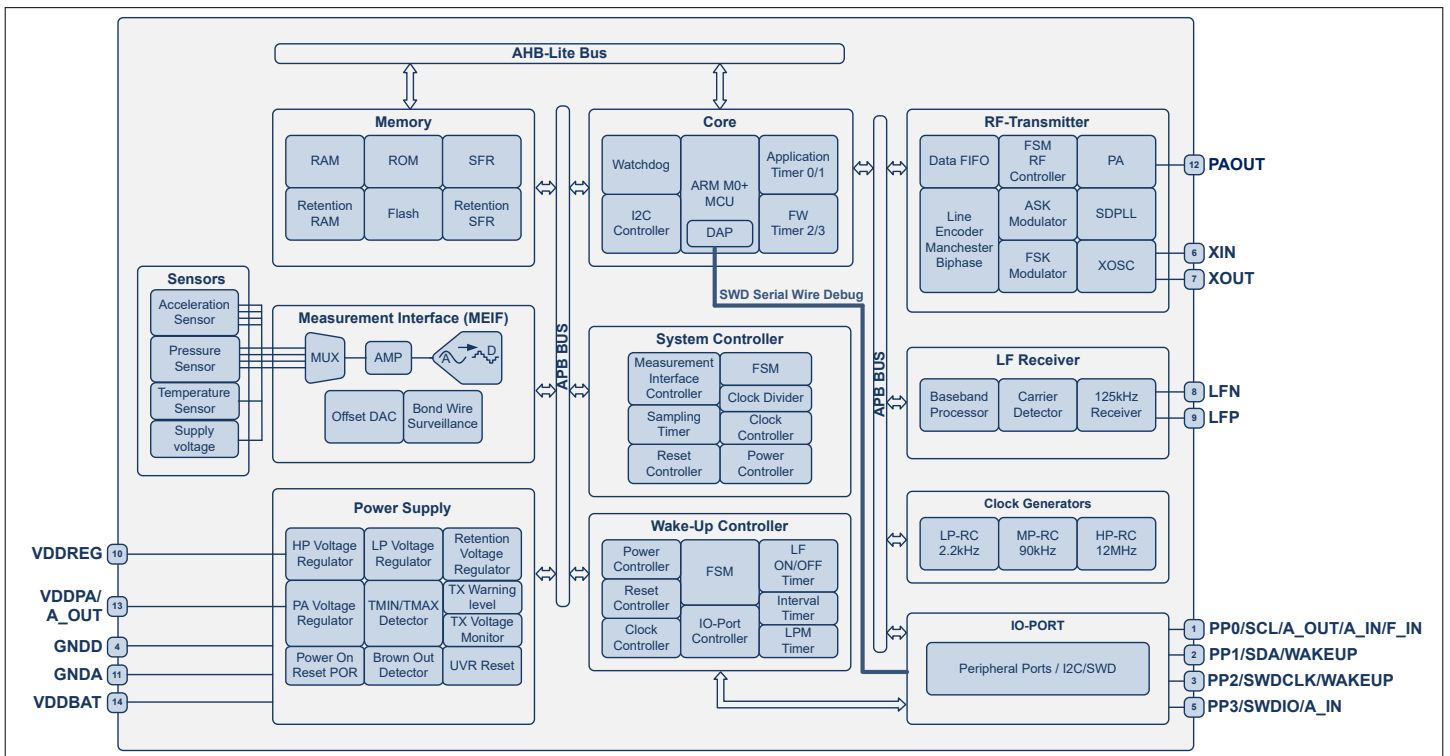 AHB-Lite Bus
Memory
RAM
ROM
SFR
Retention
RAM
Flash
Retention
SFR
Core
Watchdog
ARM M0+
MCU
DAP
Application
Timer 0/1
I2C
Controller
FW
Timer 2/3
RF-Transmitter
Data FIFO
FSM
RF
Controller
PA
Line
Encoder
Manchester
Biphase
ASK
Modulator
SDPLL
FSK
Modulator
XOSC
12 PAOUT
6 XIN
7 XOUT
Sensors
Acceleration
Sensor
Pressure
Sensor
Temperature
Sensor
Supply
voltage
Measurement Interface (MEIF)
MUX
AMP
A
D
Offset DAC
Bond Wire
Surveillance
APB BUS
SWD Serial Wire Debug
System Controller
Measurement
Interface
Controller
FSM
Clock Divider
Sampling
Timer
Clock
Controller
Reset
Controller
Power
Controller
APB BUS
LF Receiver
Baseband
Processor
Carrier
Detector
125kHz
Receiver
8 LFN
9 LFP
Power Supply
HP Voltage
Regulator
LP Voltage
Regulator
Retention
Voltage
Regulator
PA Voltage
Regulator
TMIN/TMAX
Detector
TX Warning
level
TX Voltage
Monitor
Power On
Reset POR
Brown Out
Detector
UVR Reset
VDDREG 10
VDDPA/
A_OUT 13
GNDD 4
GNDA 11
VDDBAT 14
Wake-Up Controller
Power
Controller
FSM
LF
ON/OFF
Timer
Reset
Controller
Interval
Timer
Clock
Controller
IO-Port
Controller
LPM
Timer
Clock Generators
LP-RC
2.2kHz
MP-RC
90kHz
HP-RC
12MHz
IO-PORT
Peripheral Ports / I2C/SWD
1 PP0/SCL/A_OUT/A_IN/F_IN
2 PP1/SDA/WAKEUP
3 PP2/SWDCLK/WAKEUP
5 PP3/SWDIO/A_IN